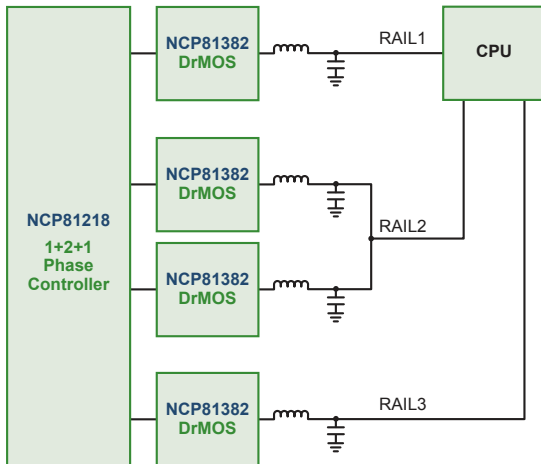 NCP81382
DrMOS
RAIL1
CPU
NCP81382
DrMOS
NCP81218
1+2+1
Phase
Controller
RAIL2
NCP81382
DrMOS
NCP81382
DrMOS
RAIL3